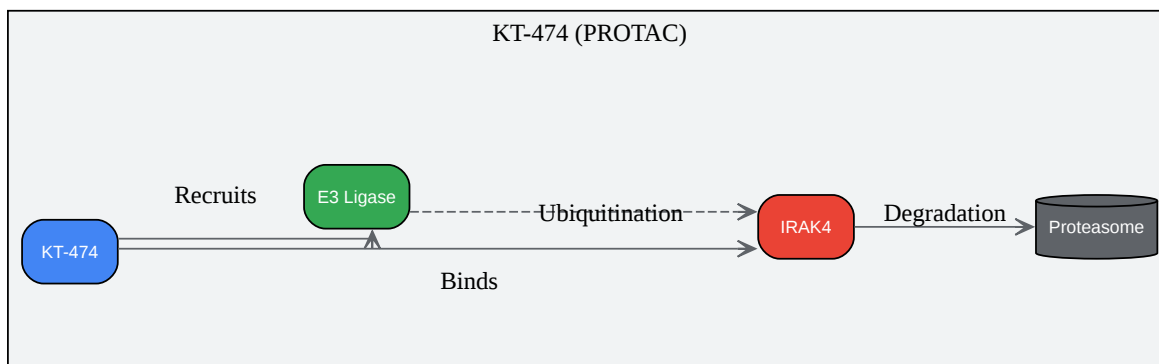 KT-474 (PROTAC)
Recruits
E3 Ligase
Ubiquitination
IRAK4
Degradation
Proteasome
KT-474
Binds